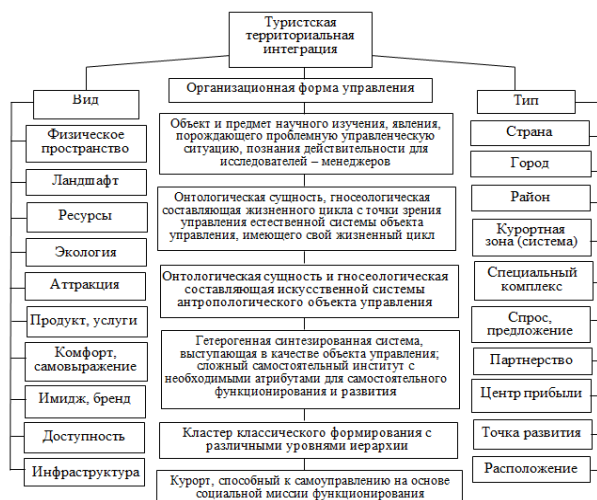 Туристская
территориальная
интеграция
Вид
Физическое
пространство
Ландшафт
Ресурсы
Экология
Аттракция
Продукт, услуги
Комфорт,
самовыражение
Имидж, бренд
Доступность
Инфраструктура
Организационная форма управления
Объект и предмет научного изучения, явления,
порождающего проблемную управленческую
ситуацию, познания действительности для
исследователей – менеджеров
Онтологическая сущность, гносеологическая
составляющая жизненного цикла с точки зрения
управления естественной системы объекта
управления, имеющего свой жизненный цикл
Онтологическая сущность и гносеологическая
составляющая искусственной системы
антропологического объекта управления
Гетерогенная синтезированная система,
выступающая в качестве объекта управления;
сложный самостоятельный институт с
необходимыми атрибутами для самостоятельного
функционирования и развития
Кластер классического формирования с
различными уровнями иерархии
Курорт, способный к самоуправлению на основе
социальной миссии функционирования
Тип
Страна
Город
Район
Курортная
зона (система)
Специальный
комплекс
Спрос,
предложение
Партнерство
Центр прибыли
Точка развития
Расположение